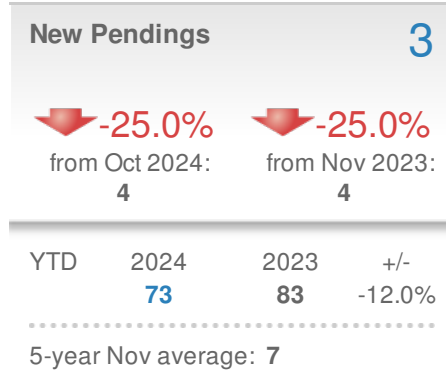 New Pendings 3
-25.0% -25.0%
from Oct 2024: from Nov 2023:
4 4
YTD 2024 2023 +/-
73 83 -12.0%
5-year Nov average: 7